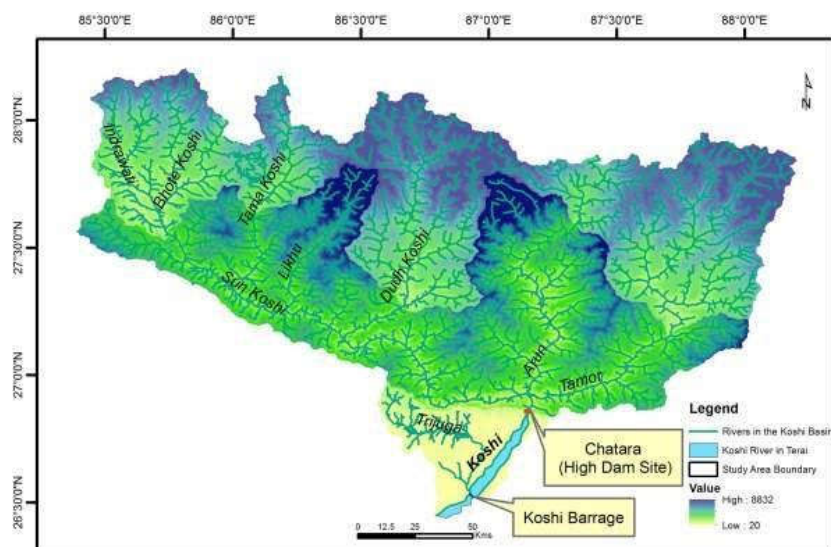 85°30'0"E 86°0'0"E 86°30'0"E 87°0'0"E 87°30'0"E 88°0'0"E
28°0'0"N
27°30'0"N
27°0'0"N
26°30'0"N
N
Indrawati
Bhote Koshi
Tama Koshi
Likhu
Sun Koshi
Dudh Koshi
Arun
Tamor
Trijuga
Koshi
Chatara
(High Dam Site)
Koshi Barrage
Legend
Rivers in the Koshi Basin
Koshi River in Terai
Study Area Boundary
Value
High : 8832
Low : 20
0 12.5 25 50
Kms